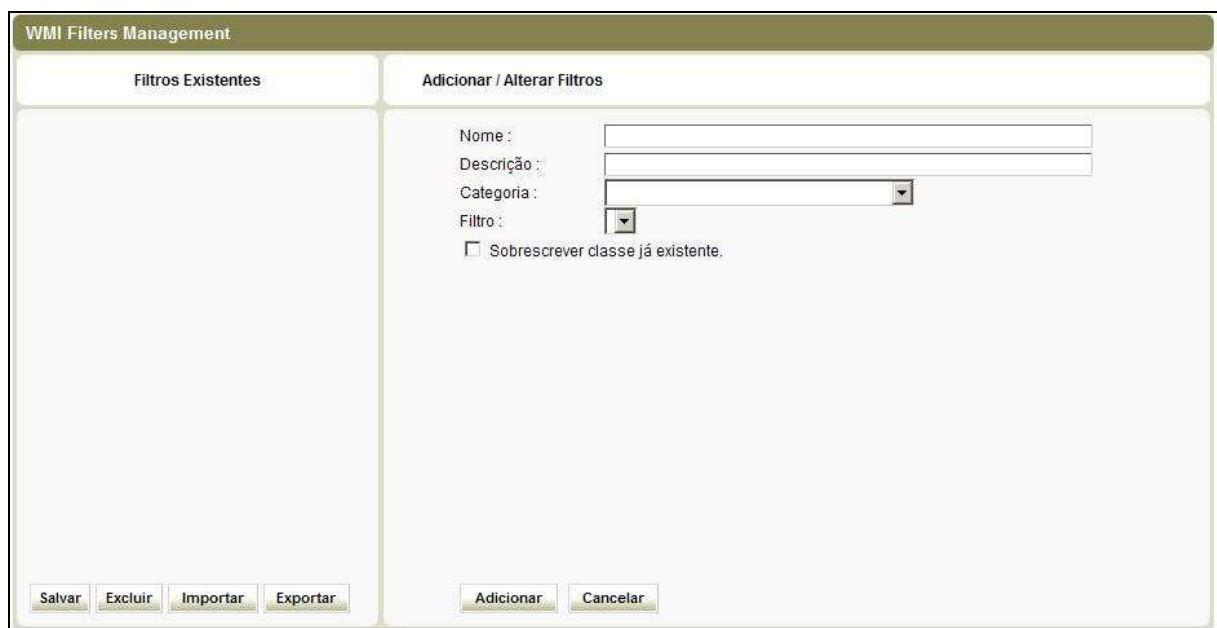 WMI Filters Management
Filtros Existentes
Adicionar / Alterar Filtros
Nome :
Descrição :
Categoria :
Filtro :
Sobrescrever classe já existente.
Salvar Excluir Importar Exportar
Adicionar Cancelar